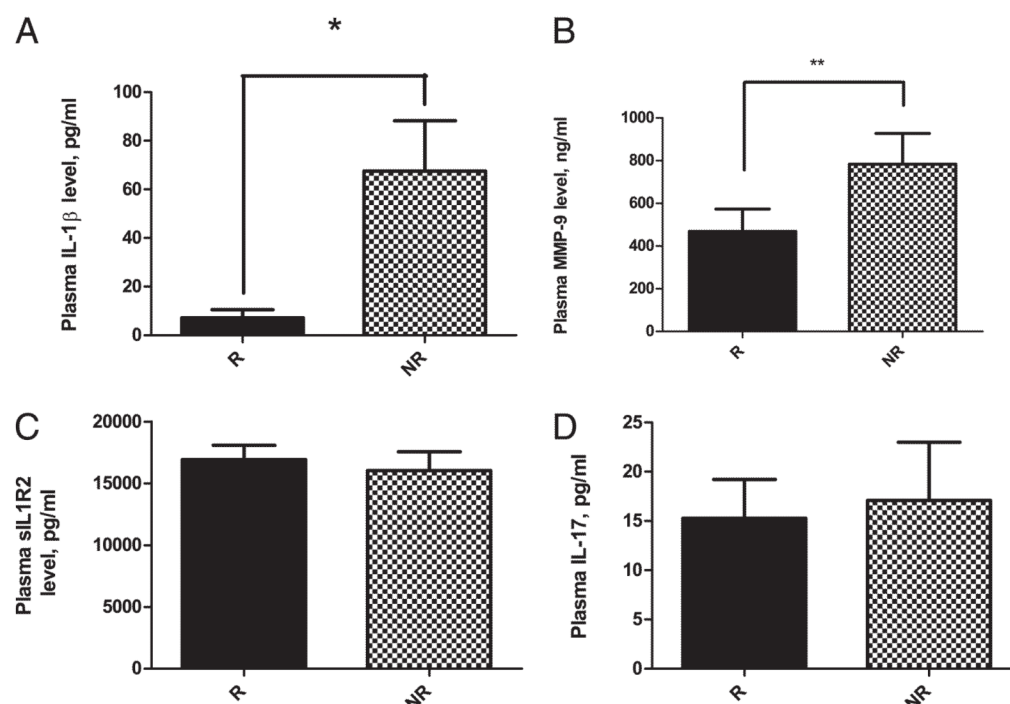 A
*
Plasma IL-1β level, pg/ml
100
80
60
40
20
0
R
NR
B
**
Plasma MMP-9 level, ng/ml
1000
800
600
400
200
0
R
NR
C
Plasma sIL1R2
level, pg/ml
20000
15000
10000
5000
0
R
NR
D
Plasma IL-17, pg/ml
25
20
15
10
5
0
R
NR